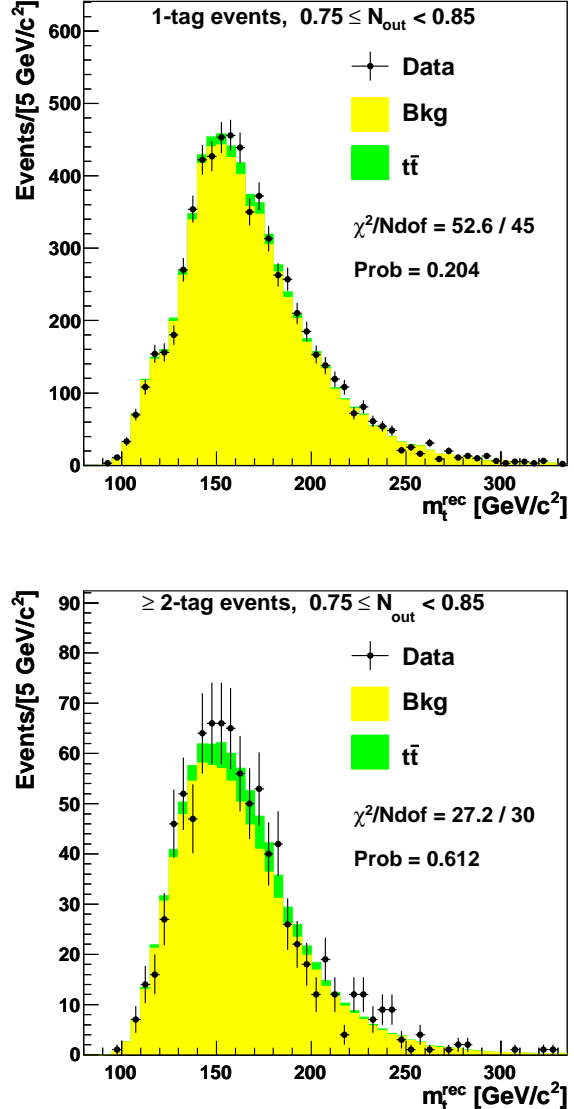 1-tag events, 0.75 ≤ N_out < 0.85
Events/[5 GeV/c²]
600
500
400
300
200
100
0
Data
Bkg
tt̄
χ²/Ndof = 52.6 / 45
Prob = 0.204
100 150 200 250 300
m_t^rec [GeV/c²]
≥ 2-tag events, 0.75 ≤ N_out < 0.85
Events/[5 GeV/c²]
90
80
70
60
50
40
30
20
10
0
Data
Bkg
tt̄
χ²/Ndof = 27.2 / 30
Prob = 0.612
100 150 200 250 300
m_t^rec [GeV/c²]